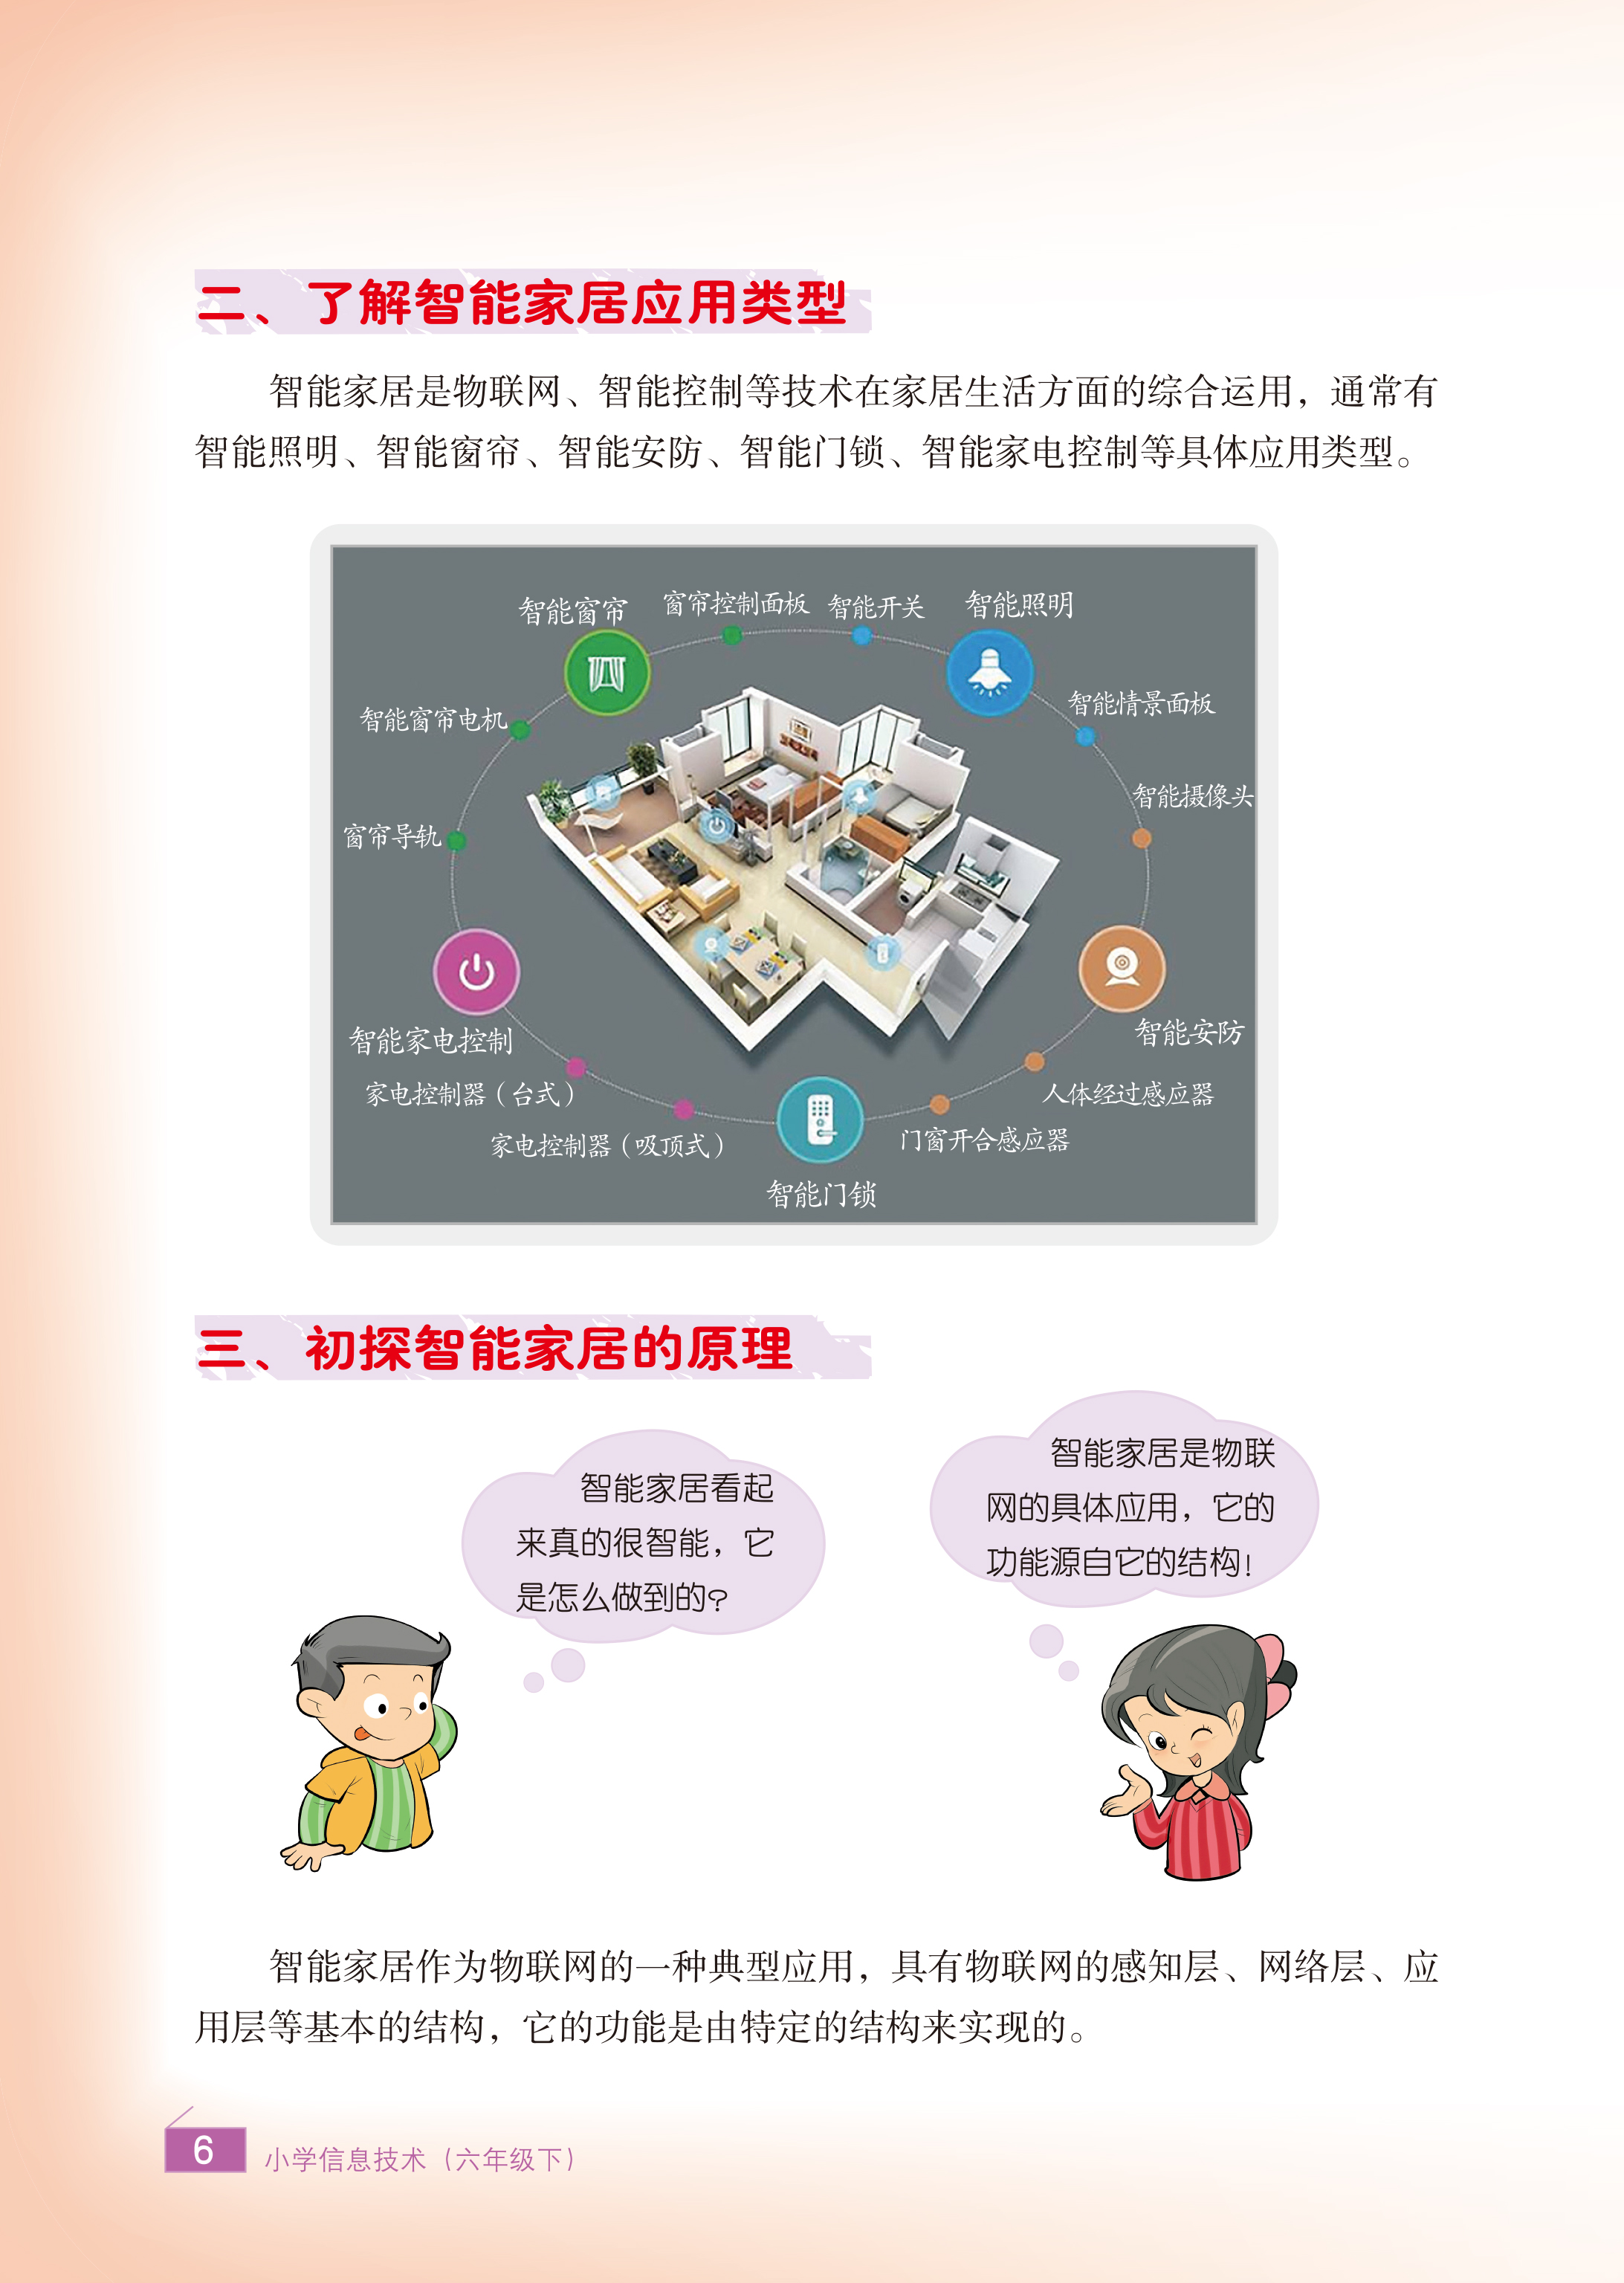 二、了解智能家居应用类型
智能家居是物联网、智能控制等技术在家居生活方面的综合运用，通常有
智能照明、智能窗帘、智能安防、智能门锁、智能家电控制等具体应用类型。
智能窗帘
窗帘控制面板
智能开关
智能照明
智能窗帘电机
智能情景面板
智能摄像头
窗帘导轨
智能家电控制
智能安防
家电控制器（台式）
人体经过感应器
家电控制器（吸顶式）
门窗开合感应器
智能门锁
三、初探智能家居的原理
智能家居看起
来真的很智能，它
是怎么做到的？
智能家居是物联
网的具体应用，它的
功能源自它的结构！
智能家居作为物联网的一种典型应用，具有物联网的感知层、网络层、应
用层等基本的结构，它的功能是由特定的结构来实现的。
6
小学信息技术（六年级下）